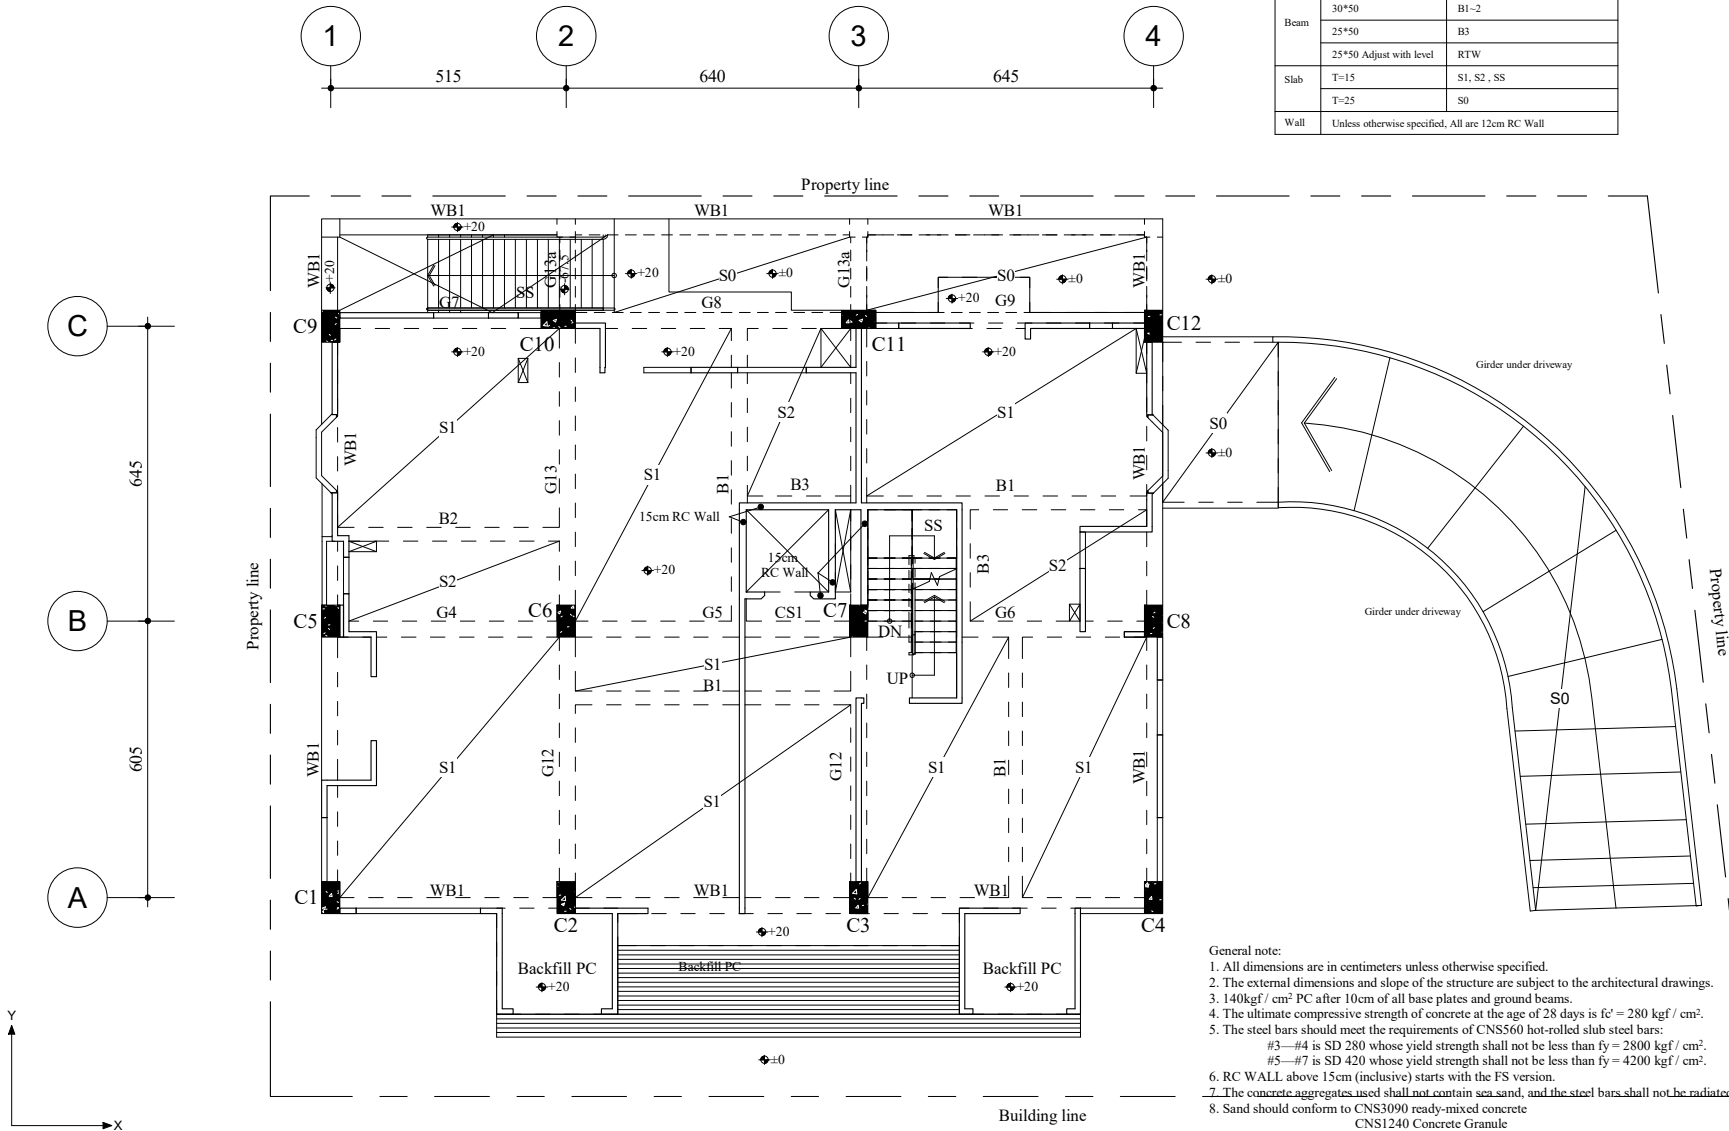 1
2
3
4
515
640
645
Beam
30*50
B1~2
25*50
B3
25*50 Adjust with level
RTW
Slab
T=15
S1, S2 , SS
T=25
S0
Wall
Unless otherwise specified, All are 12cm RC Wall
Property line
WB1
WB1
WB1
+20
WB1
+20
G13a
-67.5
+20
S0
±0
G13a
S0
±0
WB1
±0
SS
G7
G8
+20
G9
C
C9
C10
C11
C12
+20
+20
+20
Girder under driveway
S1
WB1
S2
S1
S0
±0
WB1
645
G13
S1
B1
B3
B1
B2
15cm RC Wall
SS
15cm
RC Wall
B3
S2
+20
S2
Property line
Property line
B
C5
G4
C6
G5
CS1
C7
DN
G6
C8
Girder under driveway
S1
B1
UP
S0
605
WB1
S1
G12
S1
G12
S1
B1
S1
WB1
A
C1
WB1
WB1
WB1
C2
C3
C4
+20
Backfill PC
Backfill PC
Backfill PC
+20
+20
±0
Building line
Y
X
General note:
1. All dimensions are in centimeters unless otherwise specified.
2. The external dimensions and slope of the structure are subject to the architectural drawings.
3. 140kgf / cm² PC after 10cm of all base plates and ground beams.
4. The ultimate compressive strength of concrete at the age of 28 days is fc' = 280 kgf / cm².
5. The steel bars should meet the requirements of CNS560 hot-rolled slub steel bars:
#3—#4 is SD 280 whose yield strength shall not be less than fy = 2800 kgf / cm².
#5—#7 is SD 420 whose yield strength shall not be less than fy = 4200 kgf / cm².
6. RC WALL above 15cm (inclusive) starts with the FS version.
7. The concrete aggregates used shall not contain sea sand, and the steel bars shall not be radiated
8. Sand should conform to CNS3090 ready-mixed concrete
CNS1240 Concrete Granule